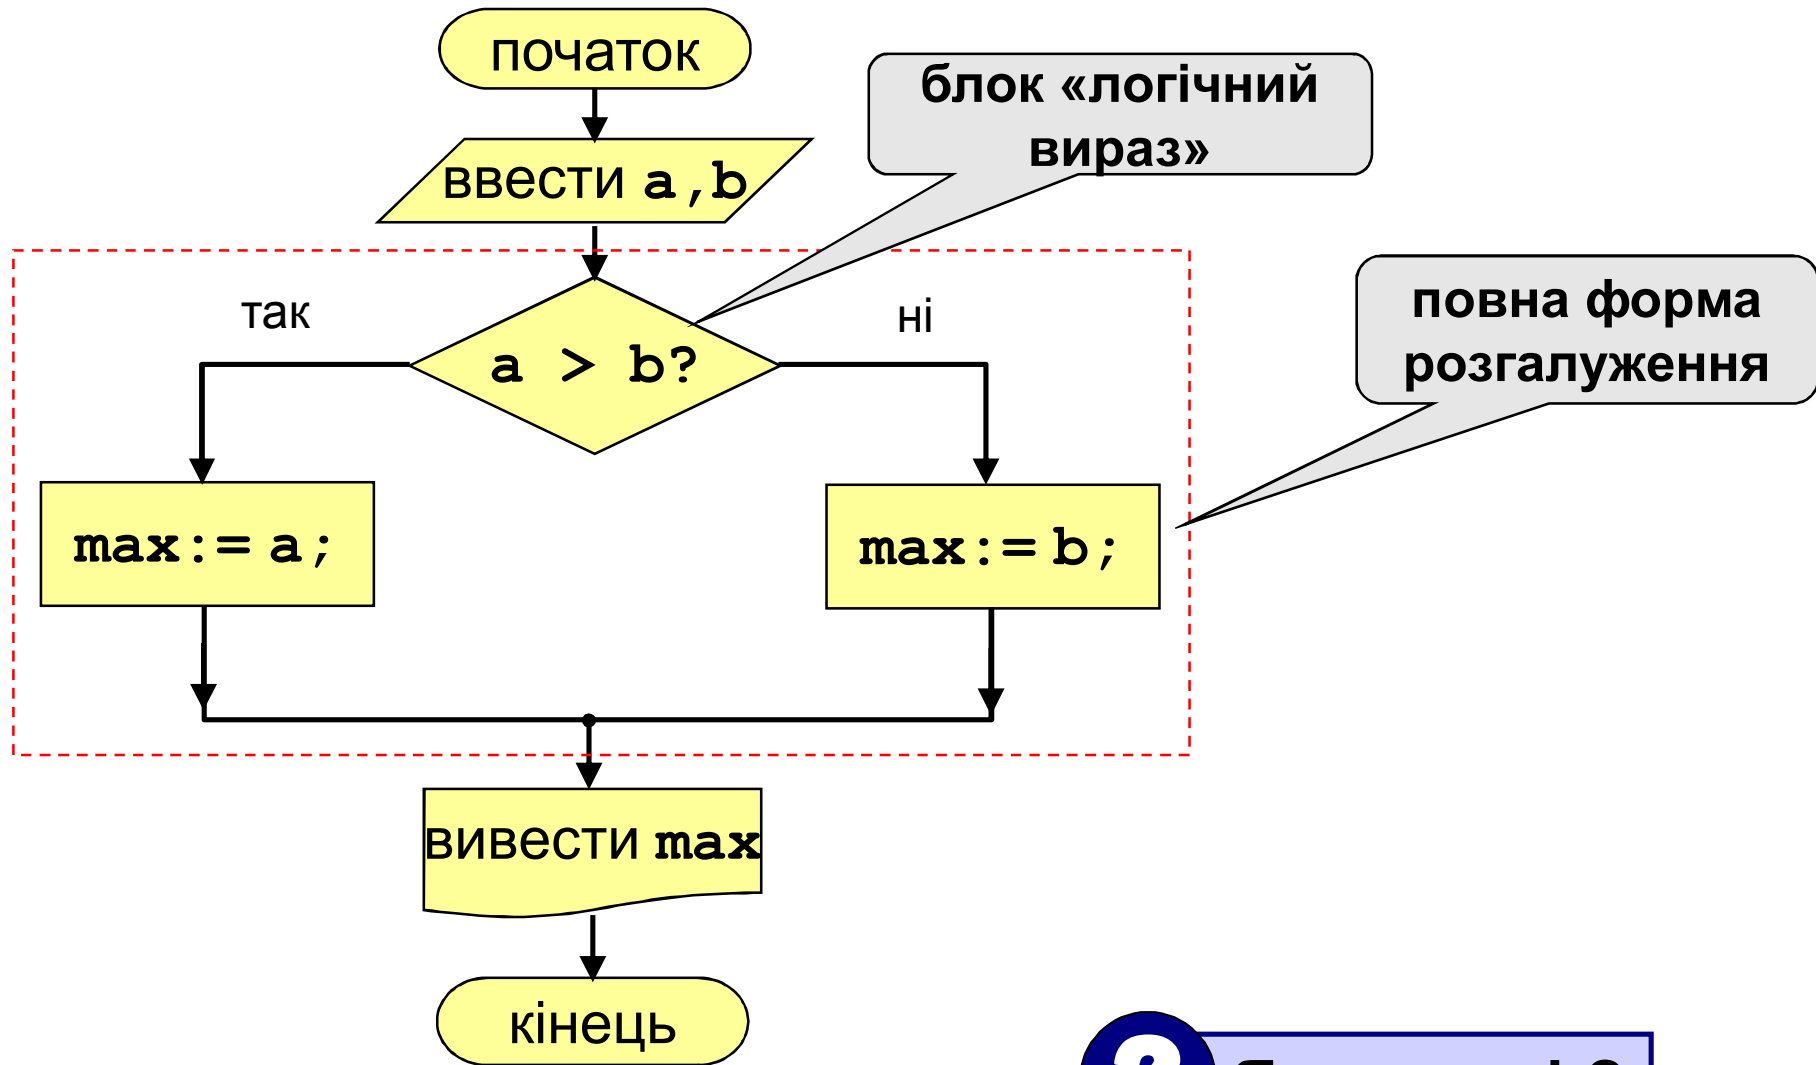 початок
блок «логічний
вираз»
ввести a,b
так
ні
повна форма
розгалуження
a > b?
max:= a;
max:= b;
вивести max
кінець
?